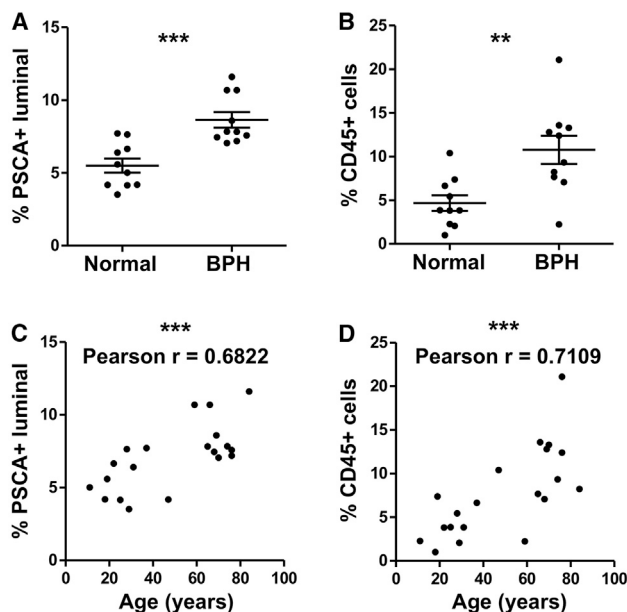 A
***
% PSCA+ luminal
15
10
5
0
Normal BPH
B
**
% CD45+ cells
25
20
15
10
5
0
Normal BPH
C
***
Pearson r = 0.6822
% PSCA+ luminal
15
10
5
0
0 20 40 60 80 100
Age (years)
D
***
Pearson r = 0.7109
% CD45+ cells
25
20
15
10
5
0
0 20 40 60 80 100
Age (years)